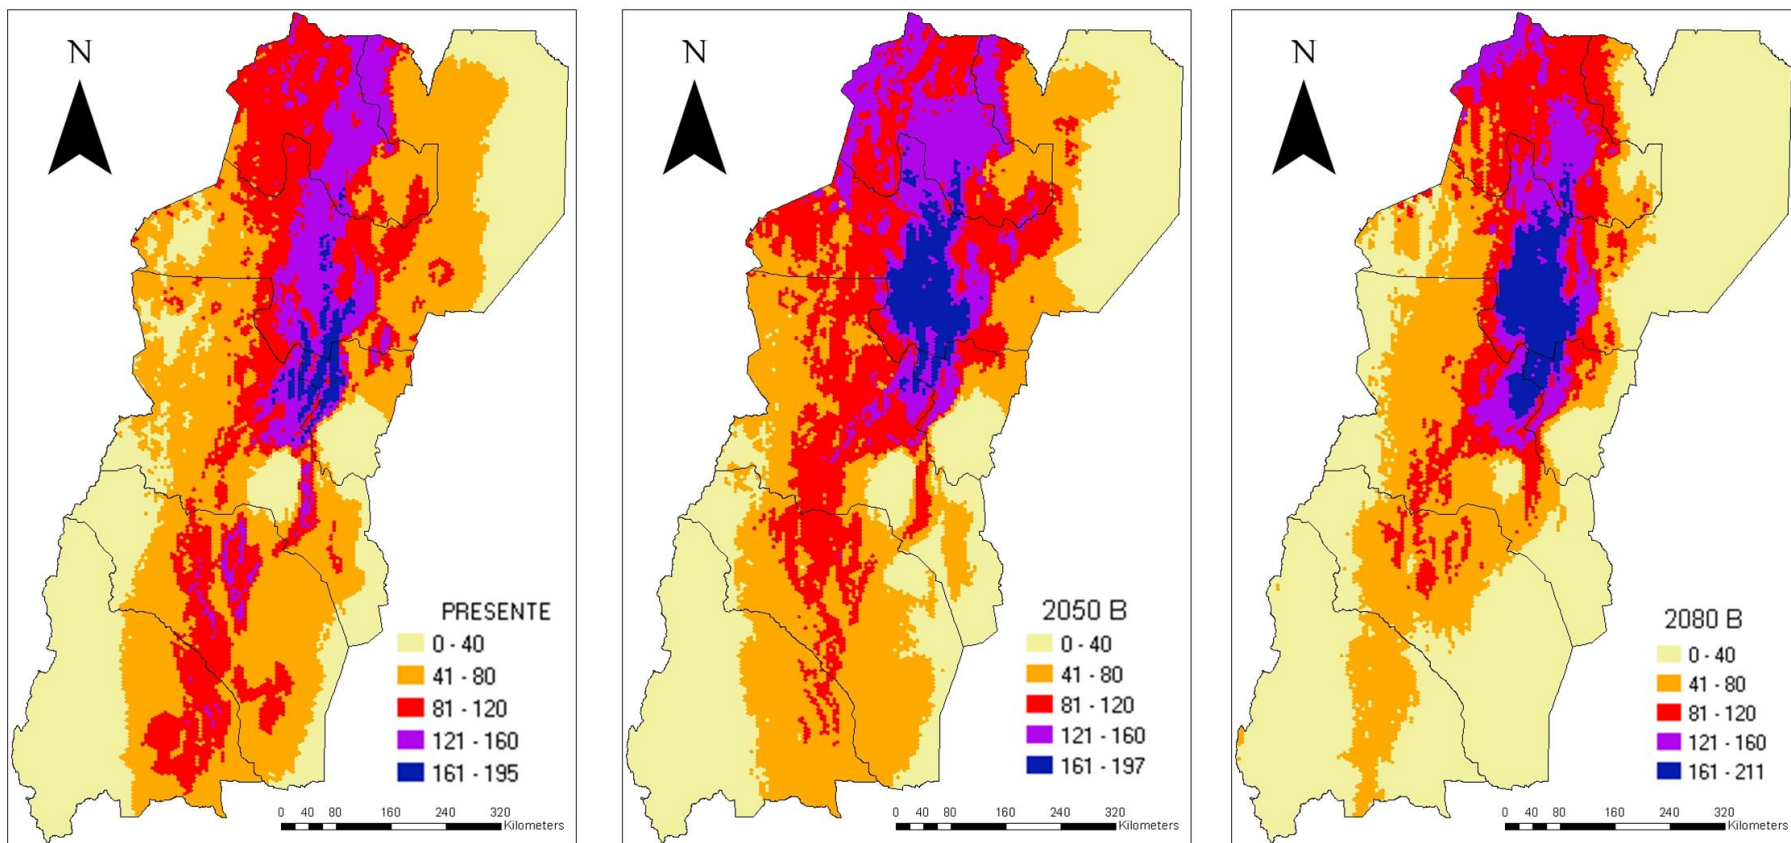 N
PRESENTE
0 - 40
41 - 80
81 - 120
121 - 160
161 - 195
0 40 80 160 240 320
Kilometers
N
2050 B
0 - 40
41 - 80
81 - 120
121 - 160
161 - 197
0 40 80 160 240 320
Kilometers
N
2080 B
0 - 40
41 - 80
81 - 120
121 - 160
161 - 211
0 40 80 160 240 320
Kilometers